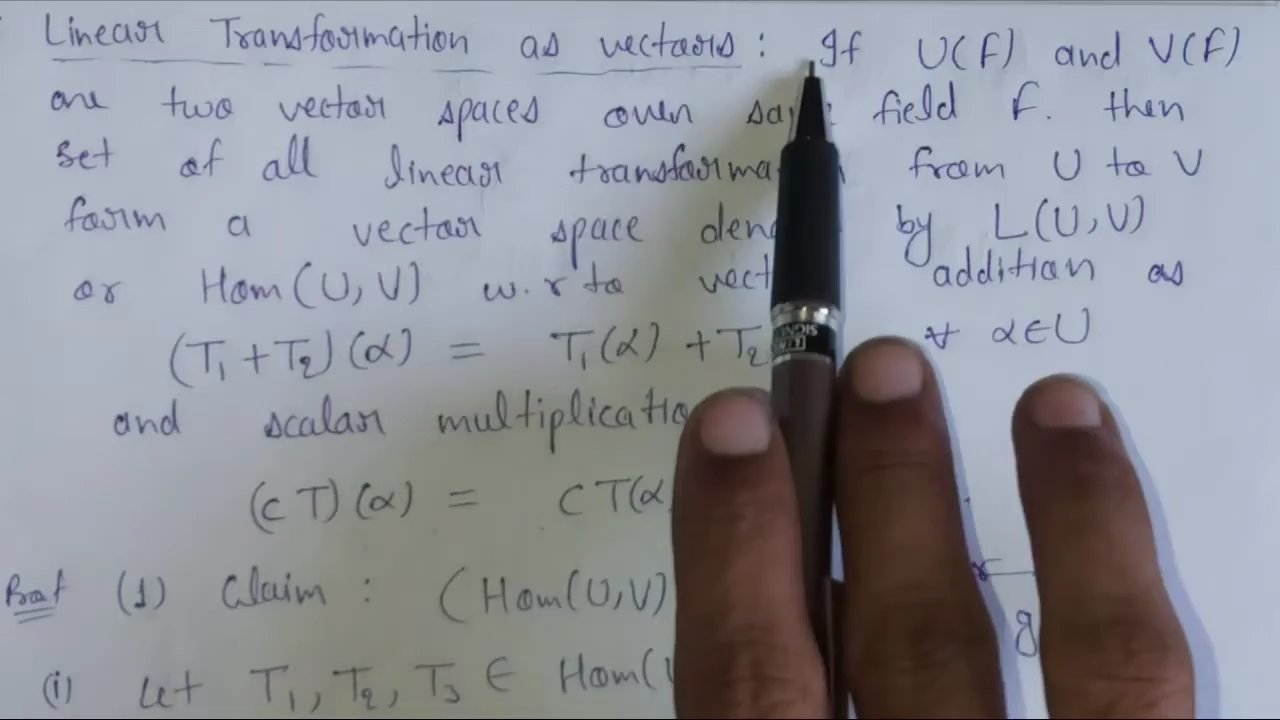 Linear Transformation as vectors : If U(F) and V(F)
are two vector spaces over field F. then
set of all linear from U to V
form a vector space by L(U,V)
or Hom(U,V) w.r to addition as
(T₁+T₂)(α) = T₁(α) + T₂ ∀ α∈U
and scalar
(cT)(α) = cT(α
(1) Claim : (Hom(U,V)
(i) Let T₁, T₂, T₃ ∈ Hom(